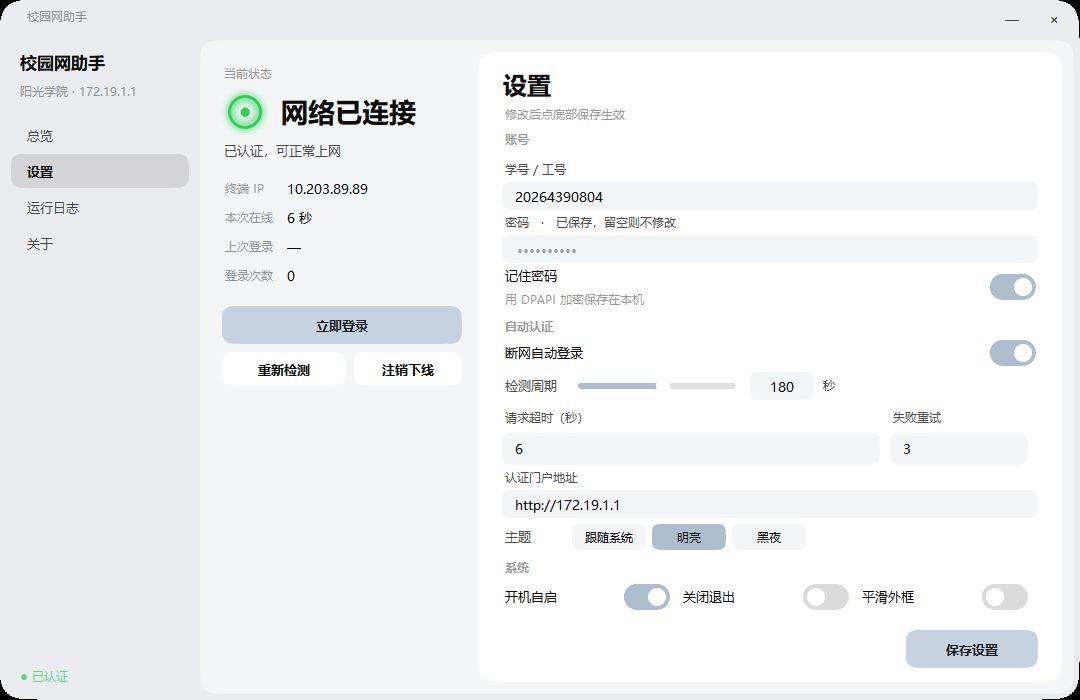 校园网助手
校园网助手
阳光学院 · 172.19.1.1
总览
设置
运行日志
关于
已认证
当前状态
网络已连接
已认证，可正常上网
终端 IP 10.203.89.89
本次在线 6 秒
上次登录 —
登录次数 0
立即登录
重新检测 注销下线
设置
修改后点底部保存生效
账号
学号 / 工号
20264390804
密码 · 已保存，留空则不修改
••••••••••
记住密码
用 DPAPI 加密保存在本机
自动认证
断网自动登录
检测周期 180 秒
请求超时（秒） 失败重试
6 3
认证门户地址
http://172.19.1.1
主题 跟随系统 明亮 黑夜
系统
开机自启 关闭退出 平滑外框
保存设置